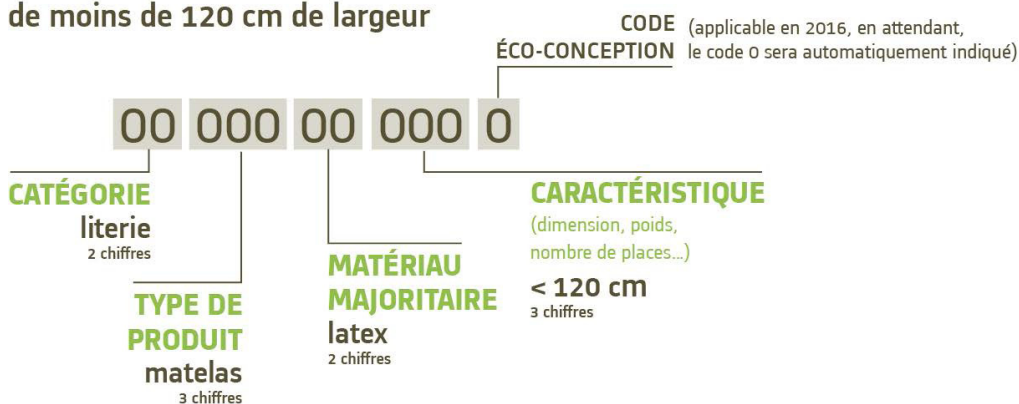 de moins de 120 cm de largeur
CODE
ÉCO-CONCEPTION
(applicable en 2016, en attendant,
le code 0 sera automatiquement indiqué)
00 000 00 000 0
CATÉGORIE
literie
2 chiffres
TYPE DE
PRODUIT
matelas
3 chiffres
MATÉRIAU
MAJORITAIRE
latex
2 chiffres
CARACTÉRISTIQUE
(dimension, poids,
nombre de places...)
< 120 cm
3 chiffres